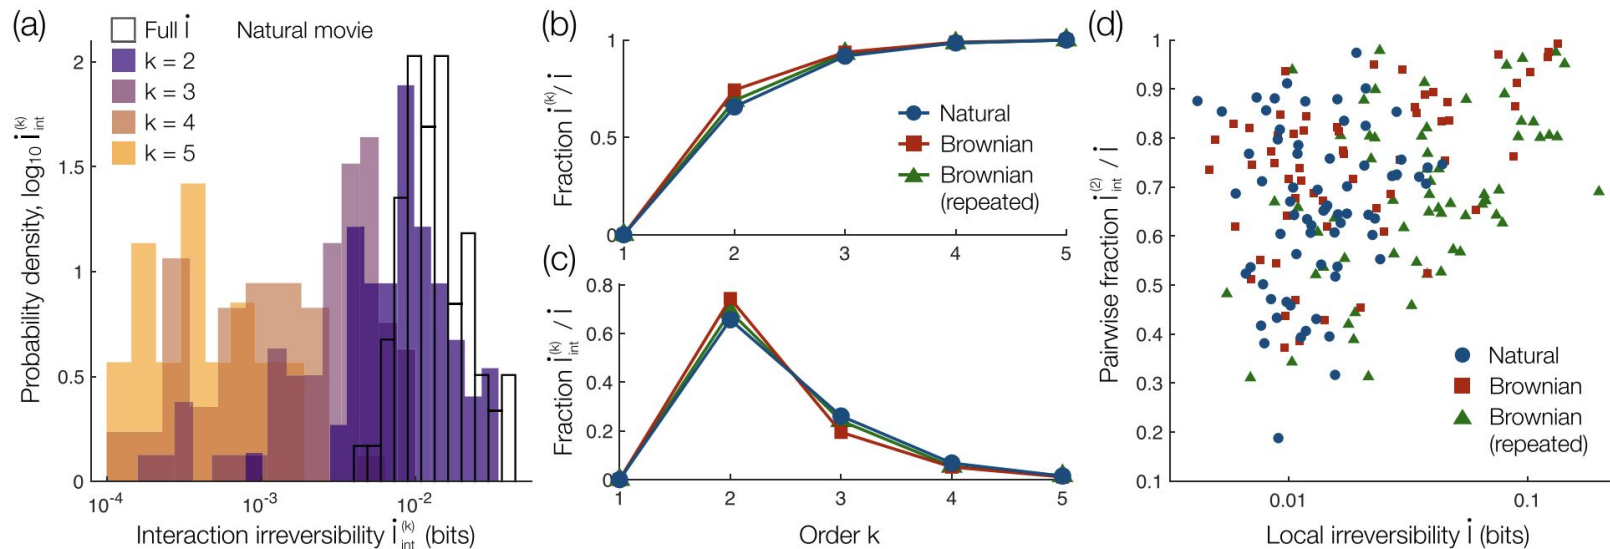 (a)
Full İ
Natural movie
k = 2
k = 3
k = 4
k = 5
Probability density, log₁₀ İ_int^(k)
2
1.5
1
0.5
0
10⁻⁴
10⁻³
10⁻²
Interaction irreversibility İ_int^(k) (bits)
(b)
Fraction İ^(k) / İ
1
0.5
0
1
2
3
4
5
Natural
Brownian
Brownian
(repeated)
(c)
Fraction İ_int^(k) / İ
0.8
0.6
0.4
0.2
0
1
2
3
4
5
Order k
(d)
Pairwise fraction İ_int^(2) / İ
1
0.9
0.8
0.7
0.6
0.5
0.4
0.3
0.2
0.1
0.01
0.1
Natural
Brownian
Brownian
(repeated)
Local irreversibility İ (bits)